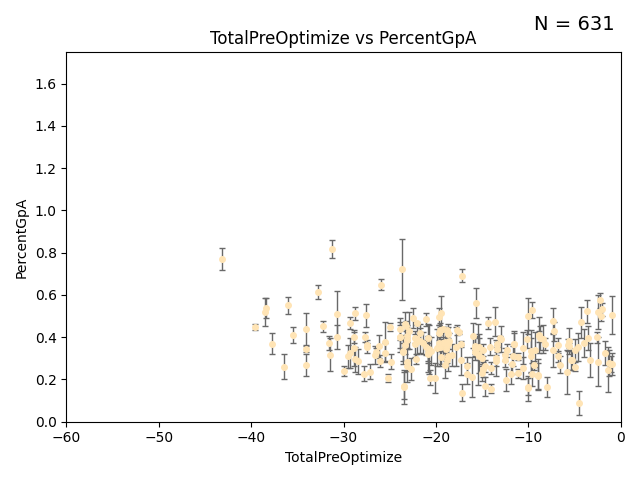 N = 631
TotalPreOptimize vs PercentGpA
PercentGpA
1.6
1.4
1.2
1.0
0.8
0.6
0.4
0.2
0.0
−60 −50 −40 −30 −20 −10 0
TotalPreOptimize